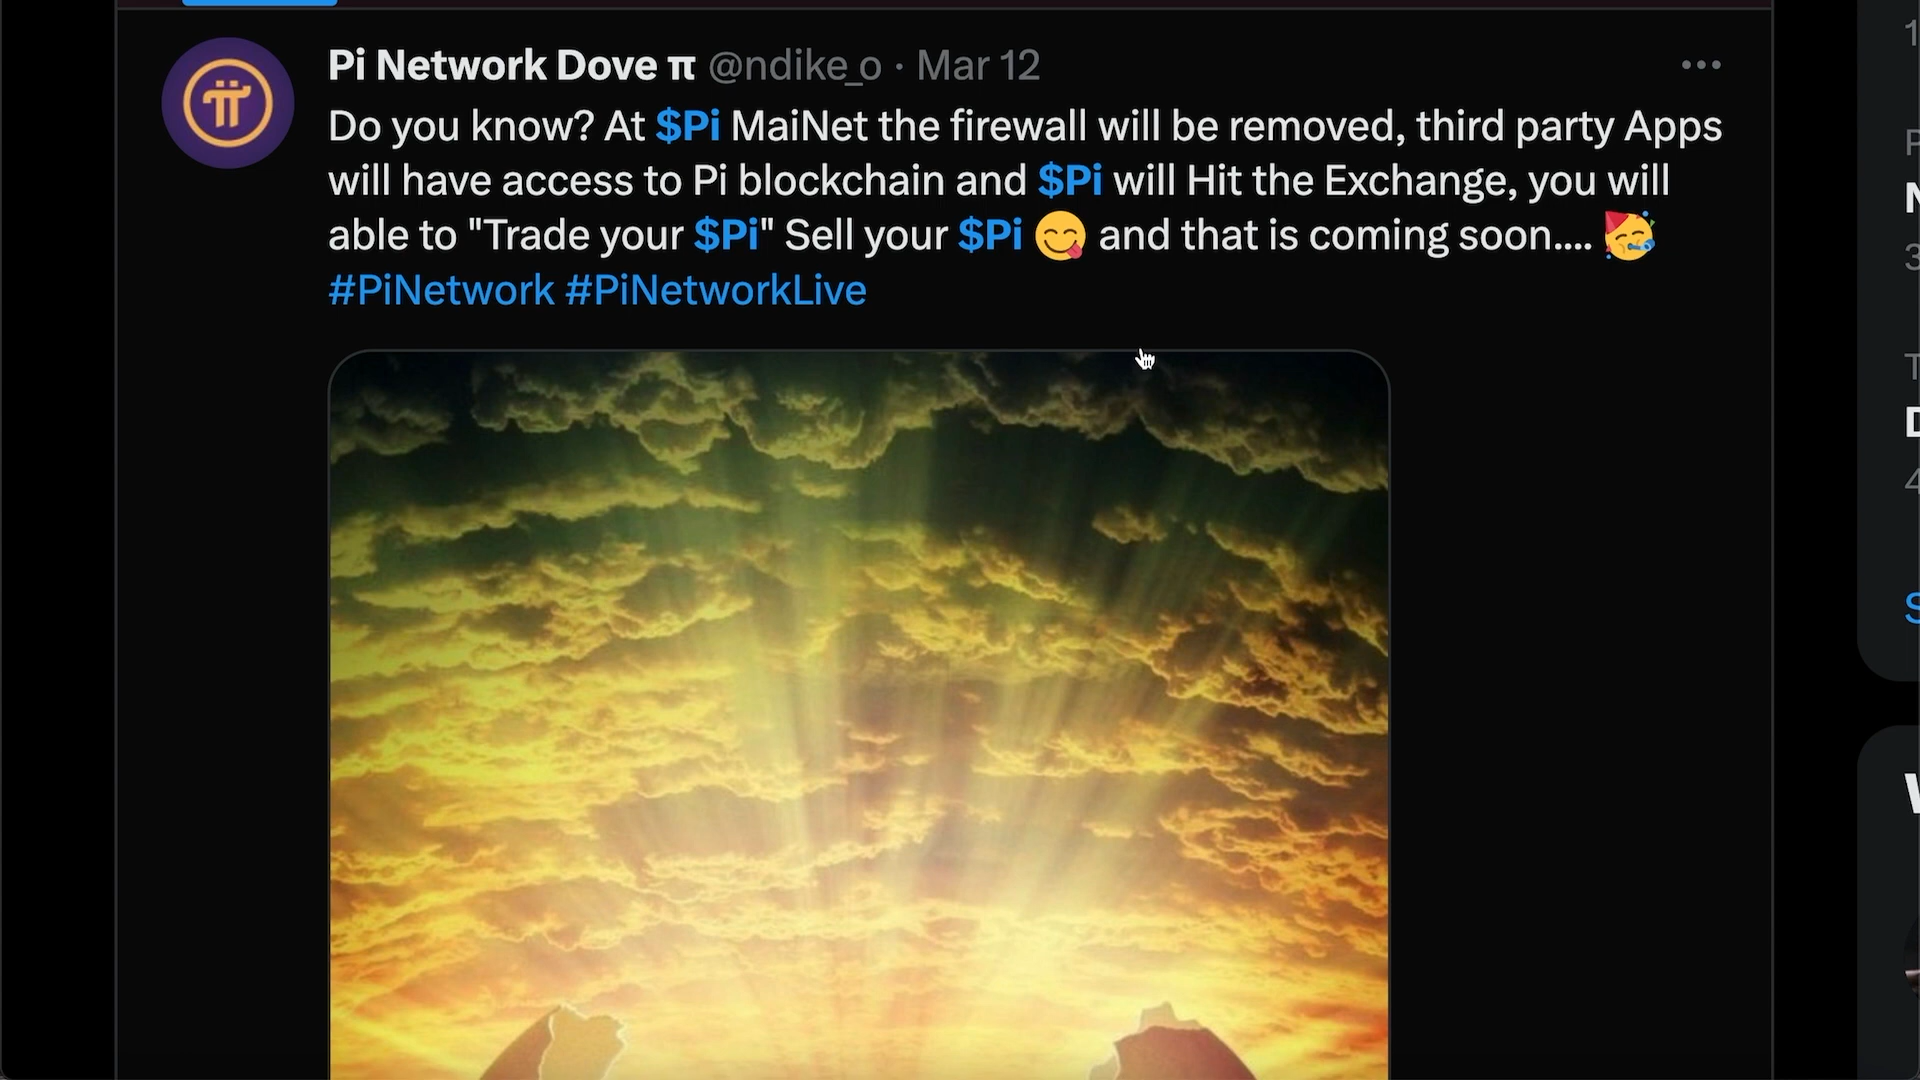 Pi Network Dove π @ndike_o · Mar 12
Do you know? At $Pi MaiNet the firewall will be removed, third party Apps
will have access to Pi blockchain and $Pi will Hit the Exchange, you will
able to "Trade your $Pi" Sell your $Pi 😋 and that is coming soon.... 🥳
#PiNetwork #PiNetworkLive